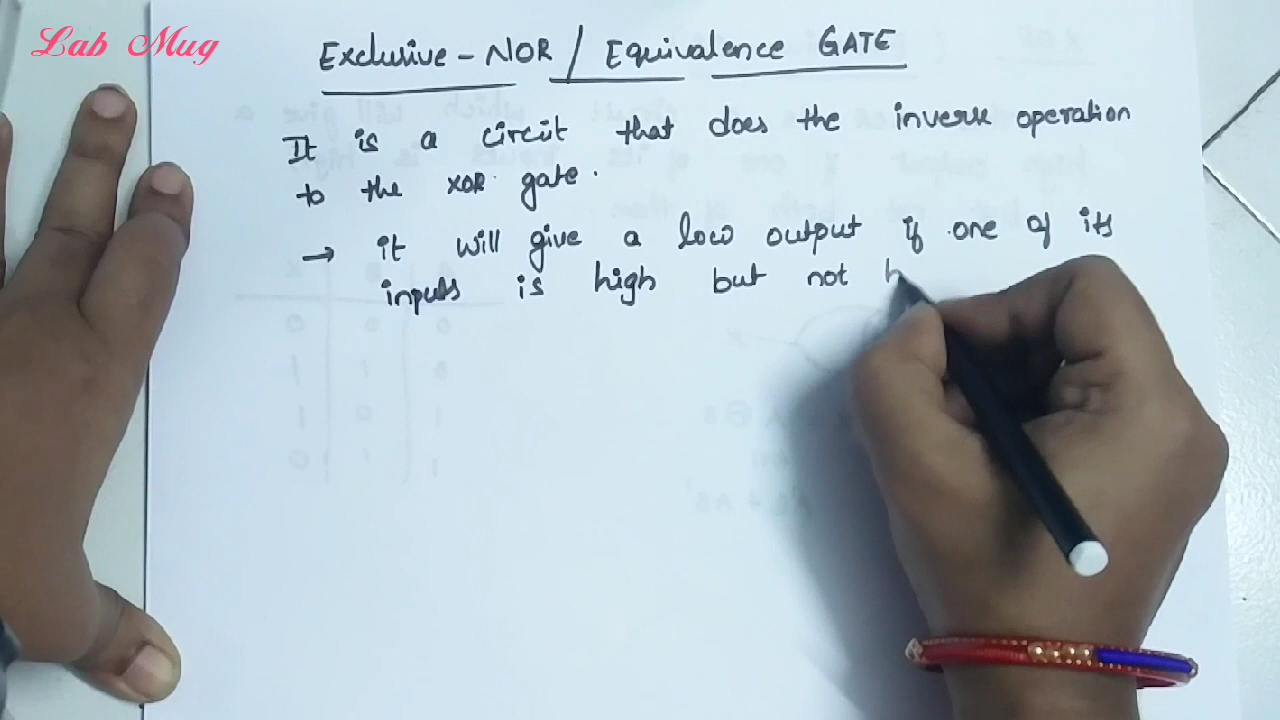 Lab Mug
Exclusive-NOR / Equivalence GATE
It is a circuit that does the inverse operation
to the XOR gate.
→ it will give a low output if one of its
inputs is high but not